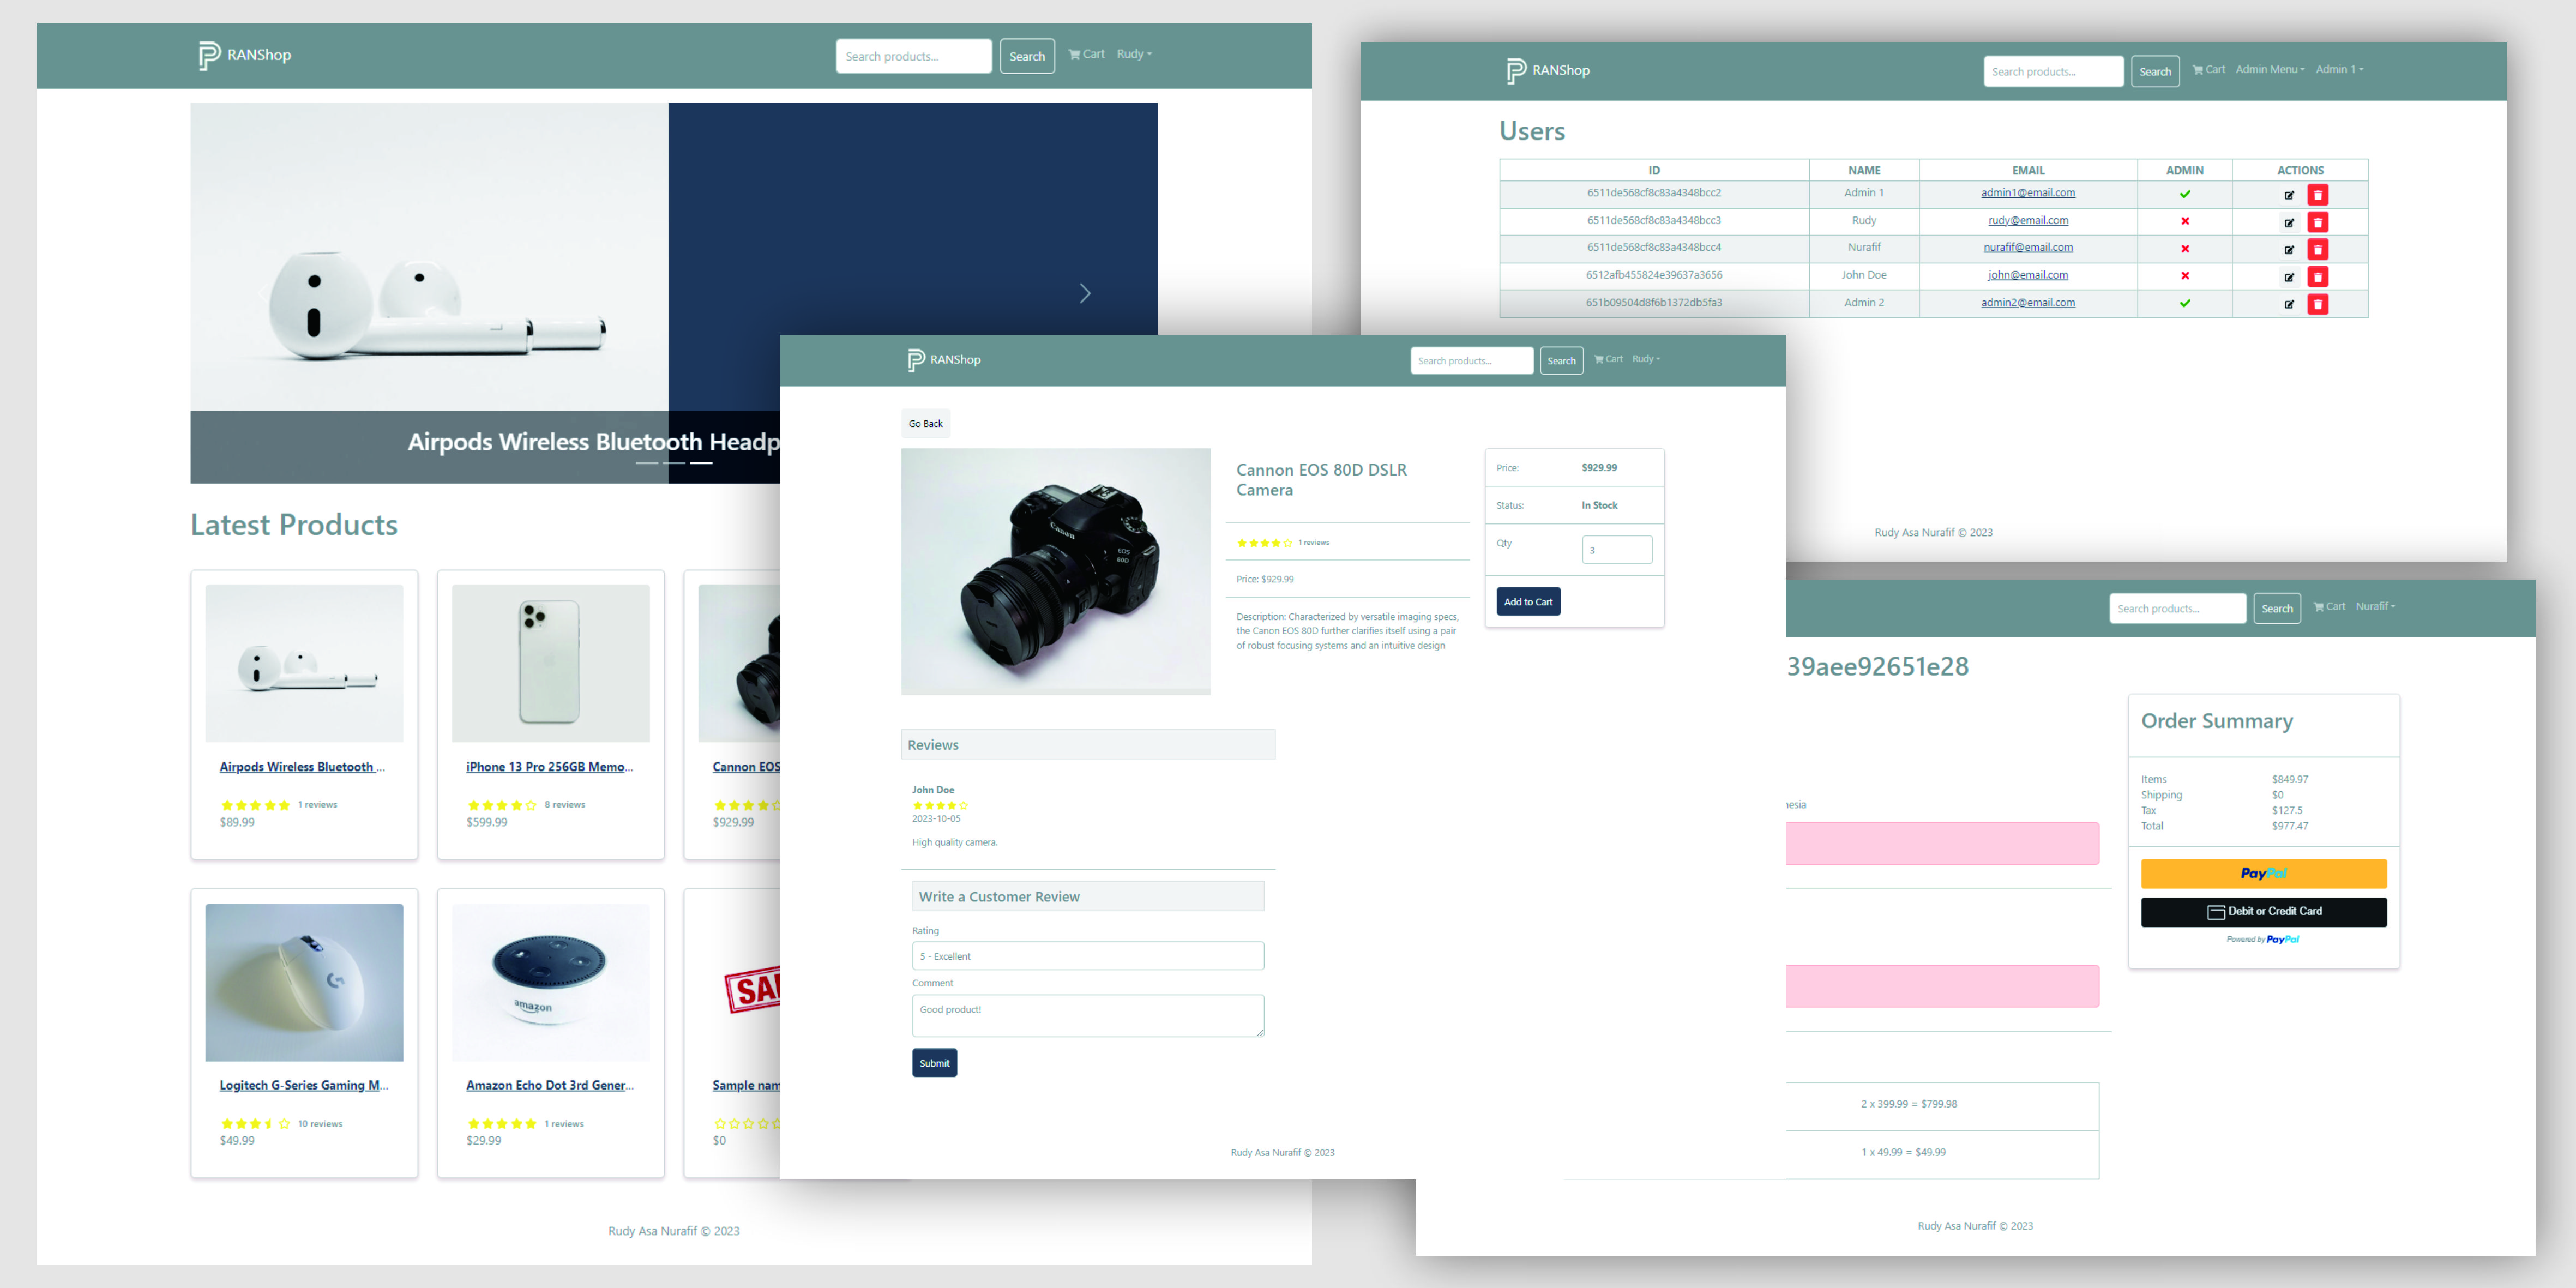 RANShop
Search products...
Search
Cart
Rudy
Airpods Wireless Bluetooth Headp
Latest Products
Airpods Wireless Bluetooth ...
1 reviews
$89.99
iPhone 13 Pro 256GB Memo...
8 reviews
$599.99
Cannon EOS
$929.99
Logitech G-Series Gaming M...
10 reviews
$49.99
amazon
Amazon Echo Dot 3rd Gener...
1 reviews
$29.99
Sample nam
$0
Rudy Asa Nurafif © 2023
RANShop
Search products...
Search
Cart
Rudy
Go Back
Canon
EOS
80D
Cannon EOS 80D DSLR
Camera
1 reviews
Price: $929.99
Description: Characterized by versatile imaging specs,
the Canon EOS 80D further clarifies itself using a pair
of robust focusing systems and an intuitive design
Price: $929.99
Status: In Stock
Qty 3
Add to Cart
Reviews
John Doe
2023-10-05
High quality camera.
Write a Customer Review
Rating
5 - Excellent
Comment
Good product!
Submit
Rudy Asa Nurafif © 2023
RANShop
Search products...
Search
Cart
Admin Menu
Admin 1
Users
ID NAME EMAIL ADMIN ACTIONS
6511de568cf8c83a4348bcc2 Admin 1 admin1@email.com
6511de568cf8c83a4348bcc3 Rudy rudy@email.com
6511de568cf8c83a4348bcc4 Nurafif nurafif@email.com
6512afb455824e39637a3656 John Doe john@email.com
651b09504d8f6b1372db5fa3 Admin 2 admin2@email.com
Rudy Asa Nurafif © 2023
Search products...
Search
Cart
Nurafif
39aee92651e28
nesia
2 x 399.99 = $799.98
1 x 49.99 = $49.99
Order Summary
Items $849.97
Shipping $0
Tax $127.5
Total $977.47
PayPal
Debit or Credit Card
Powered by PayPal
Rudy Asa Nurafif © 2023